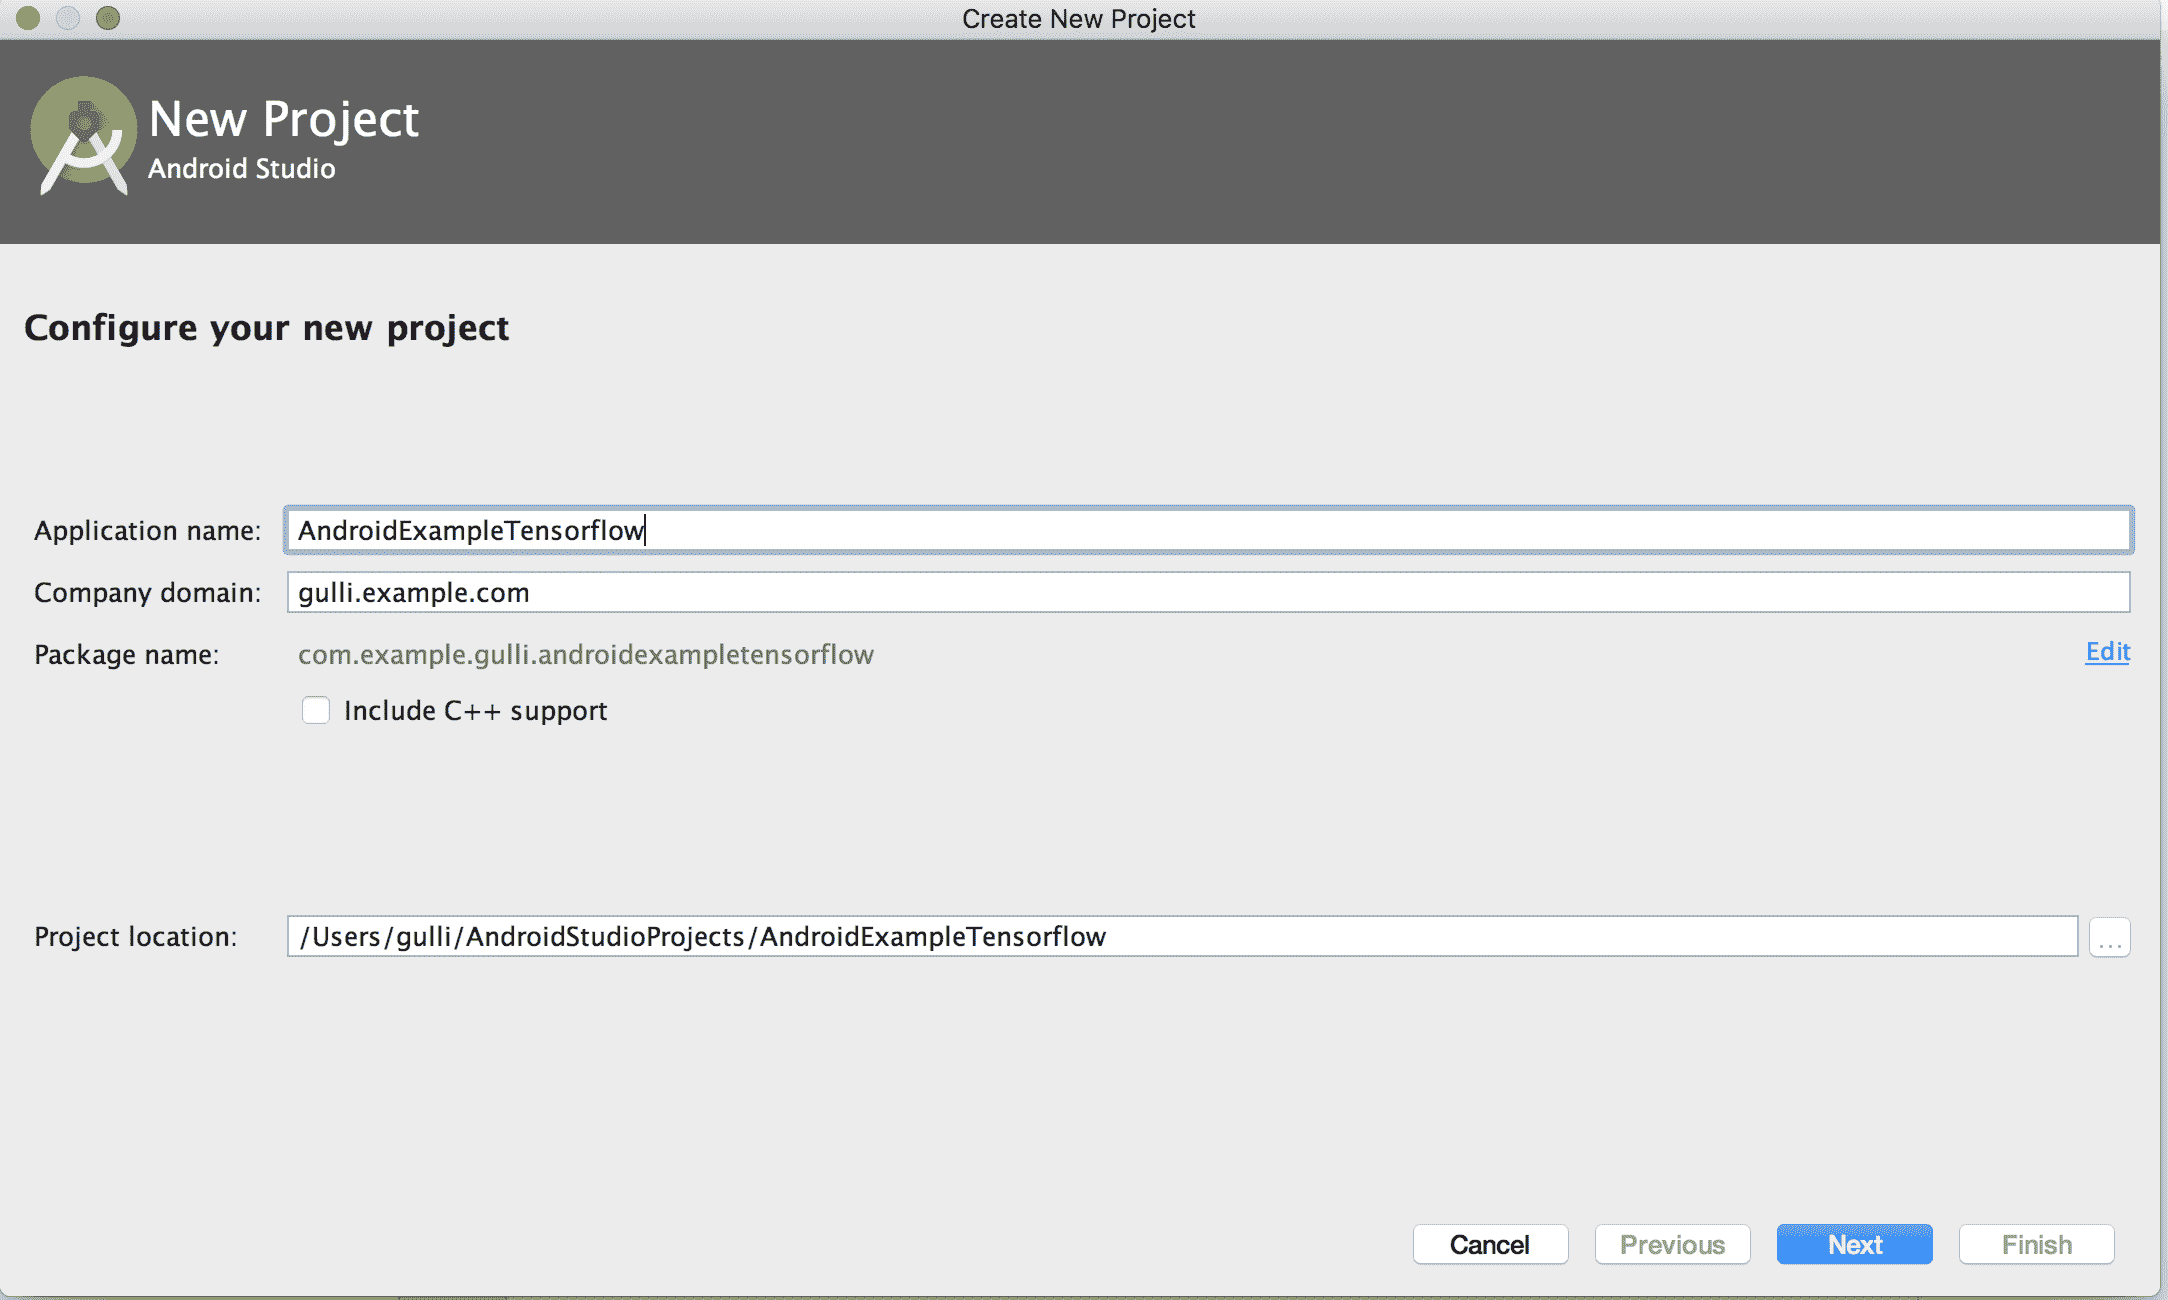 Create New Project
New Project
Android Studio
Configure your new project
Application name: AndroidExampleTensorflow
Company domain: gulli.example.com
Package name: com.example.gulli.androidexampletensorflow Edit
Include C++ support
Project location: /Users/gulli/AndroidStudioProjects/AndroidExampleTensorflow ...
Cancel Previous Next Finish